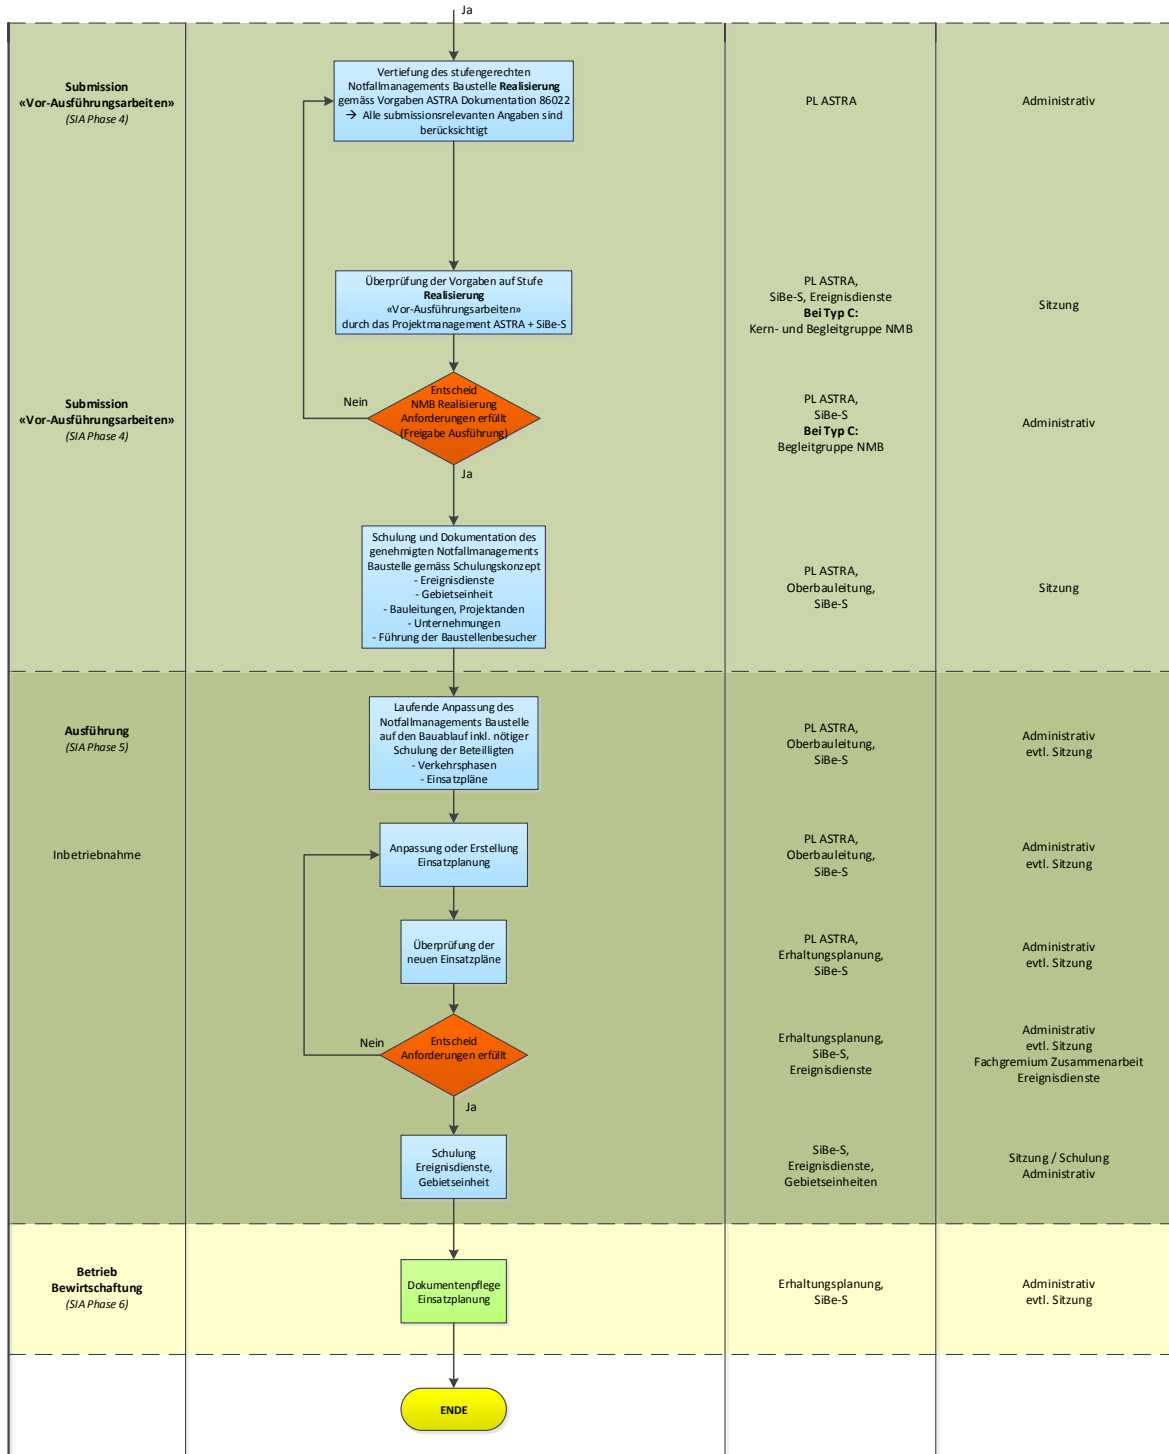 Ja
Submission
«Vor-Ausführungsarbeiten»
(SIA Phase 4)
Vertiefung des stufengerechten
Notfallmanagements Baustelle Realisierung
gemäss Vorgaben ASTRA Dokumentation 86022
→ Alle submissionsrelevanten Angaben sind
berücksichtigt
PL ASTRA
Administrativ
Überprüfung der Vorgaben auf Stufe
Realisierung
«Vor-Ausführungsarbeiten»
durch das Projektmanagement ASTRA + SiBe-S
PL ASTRA,
SiBe-S, Ereignisdienste
Bei Typ C:
Kern- und Begleitgruppe NMB
Sitzung
Submission
«Vor-Ausführungsarbeiten»
(SIA Phase 4)
Nein
Entscheid
NMB Realisierung
Anforderungen erfüllt
(Freigabe Ausführung)
Ja
PL ASTRA,
SiBe-S
Bei Typ C:
Begleitgruppe NMB
Administrativ
Schulung und Dokumentation des
genehmigten Notfallmanagements
Baustelle gemäss Schulungskonzept
- Ereignisdienste
- Gebietseinheit
- Bauleitungen, Projektanden
- Unternehmungen
- Führung der Baustellenbesucher
PL ASTRA,
Oberbauleitung,
SiBe-S
Sitzung
Ausführung
(SIA Phase 5)
Laufende Anpassung des
Notfallmanagements Baustelle
auf den Bauablauf inkl. nötiger
Schulung der Beteiligten
- Verkehrsphasen
- Einsatzpläne
PL ASTRA,
Oberbauleitung,
SiBe-S
Administrativ
evtl. Sitzung
Inbetriebnahme
Anpassung oder Erstellung
Einsatzplanung
PL ASTRA,
Oberbauleitung,
SiBe-S
Administrativ
evtl. Sitzung
Überprüfung der
neuen Einsatzpläne
PL ASTRA,
Erhaltungsplanung,
SiBe-S
Administrativ
evtl. Sitzung
Nein
Entscheid
Anforderungen erfüllt
Ja
Erhaltungsplanung,
SiBe-S,
Ereignisdienste
Administrativ
evtl. Sitzung
Fachgremium Zusammenarbeit
Ereignisdienste
Schulung
Ereignisdienste,
Gebietseinheit
SiBe-S,
Ereignisdienste,
Gebietseinheiten
Sitzung / Schulung
Administrativ
Betrieb
Bewirtschaftung
(SIA Phase 6)
Dokumentenpflege
Einsatzplanung
Erhaltungsplanung,
SiBe-S
Administrativ
evtl. Sitzung
ENDE